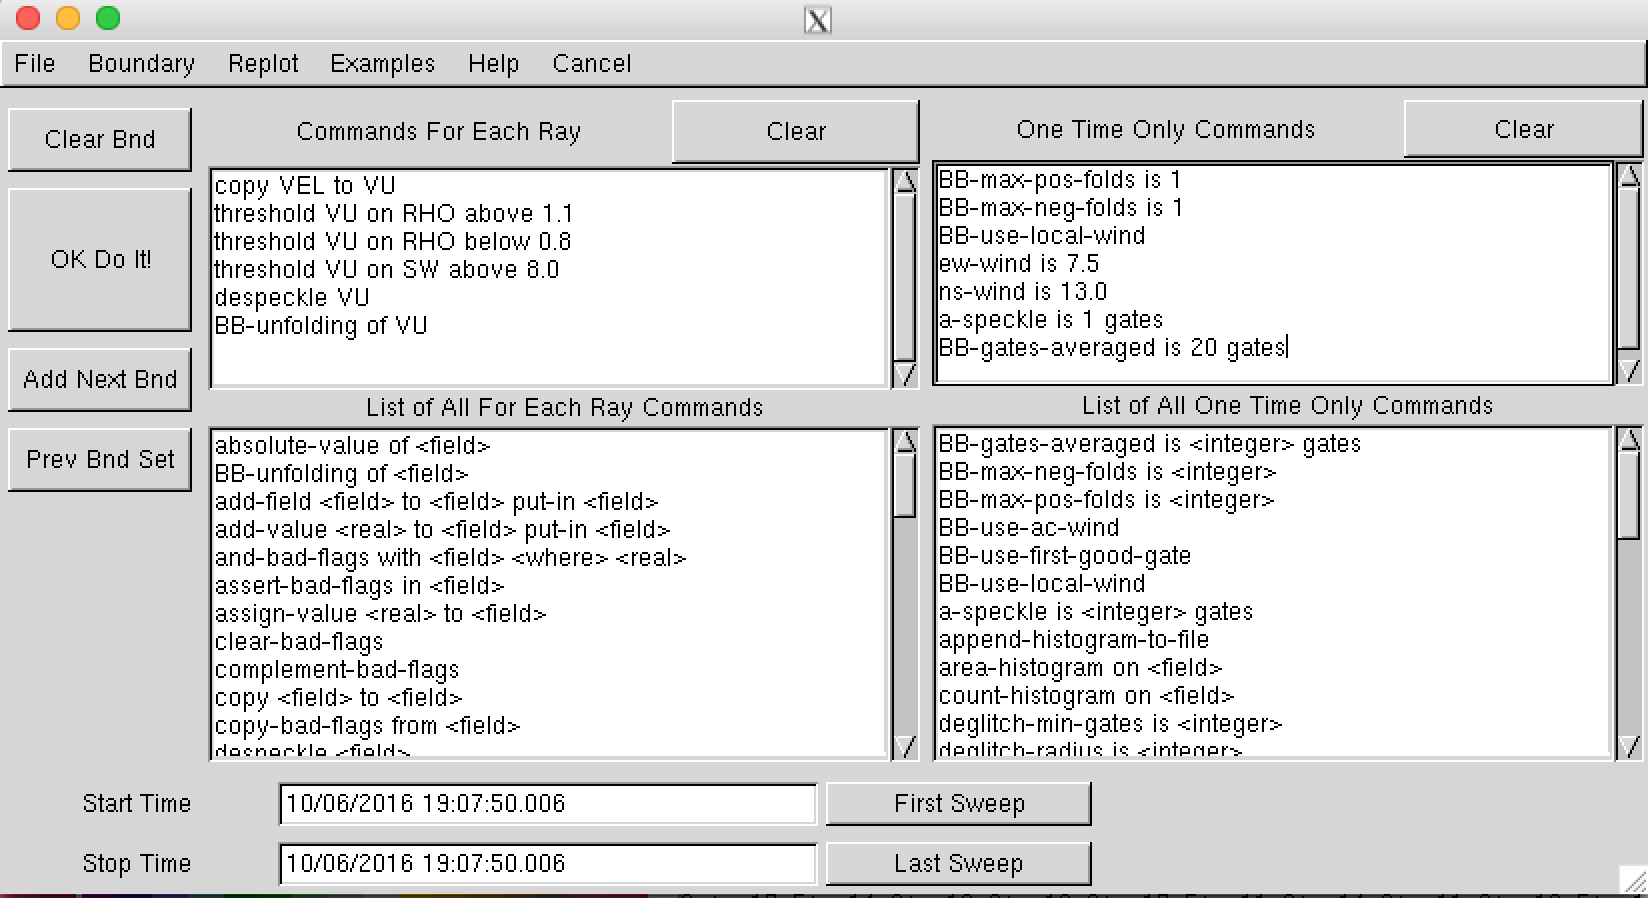 X
File Boundary Replot Examples Help Cancel
Clear Bnd
OK Do It!
Add Next Bnd
Prev Bnd Set
Commands For Each Ray Clear
copy VEL to VU
threshold VU on RHO above 1.1
threshold VU on RHO below 0.8
threshold VU on SW above 8.0
despeckle VU
BB-unfolding of VU
List of All For Each Ray Commands
absolute-value of <field>
BB-unfolding of <field>
add-field <field> to <field> put-in <field>
add-value <real> to <field> put-in <field>
and-bad-flags with <field> <where> <real>
assert-bad-flags in <field>
assign-value <real> to <field>
clear-bad-flags
complement-bad-flags
copy <field> to <field>
copy-bad-flags from <field>
despeckle <field>
One Time Only Commands Clear
BB-max-pos-folds is 1
BB-max-neg-folds is 1
BB-use-local-wind
ew-wind is 7.5
ns-wind is 13.0
a-speckle is 1 gates
BB-gates-averaged is 20 gates
List of All One Time Only Commands
BB-gates-averaged is <integer> gates
BB-max-neg-folds is <integer>
BB-max-pos-folds is <integer>
BB-use-ac-wind
BB-use-first-good-gate
BB-use-local-wind
a-speckle is <integer> gates
append-histogram-to-file
area-histogram on <field>
count-histogram on <field>
deglitch-min-gates is <integer>
deglitch-radius is <integer>
Start Time 10/06/2016 19:07:50.006 First Sweep
Stop Time 10/06/2016 19:07:50.006 Last Sweep